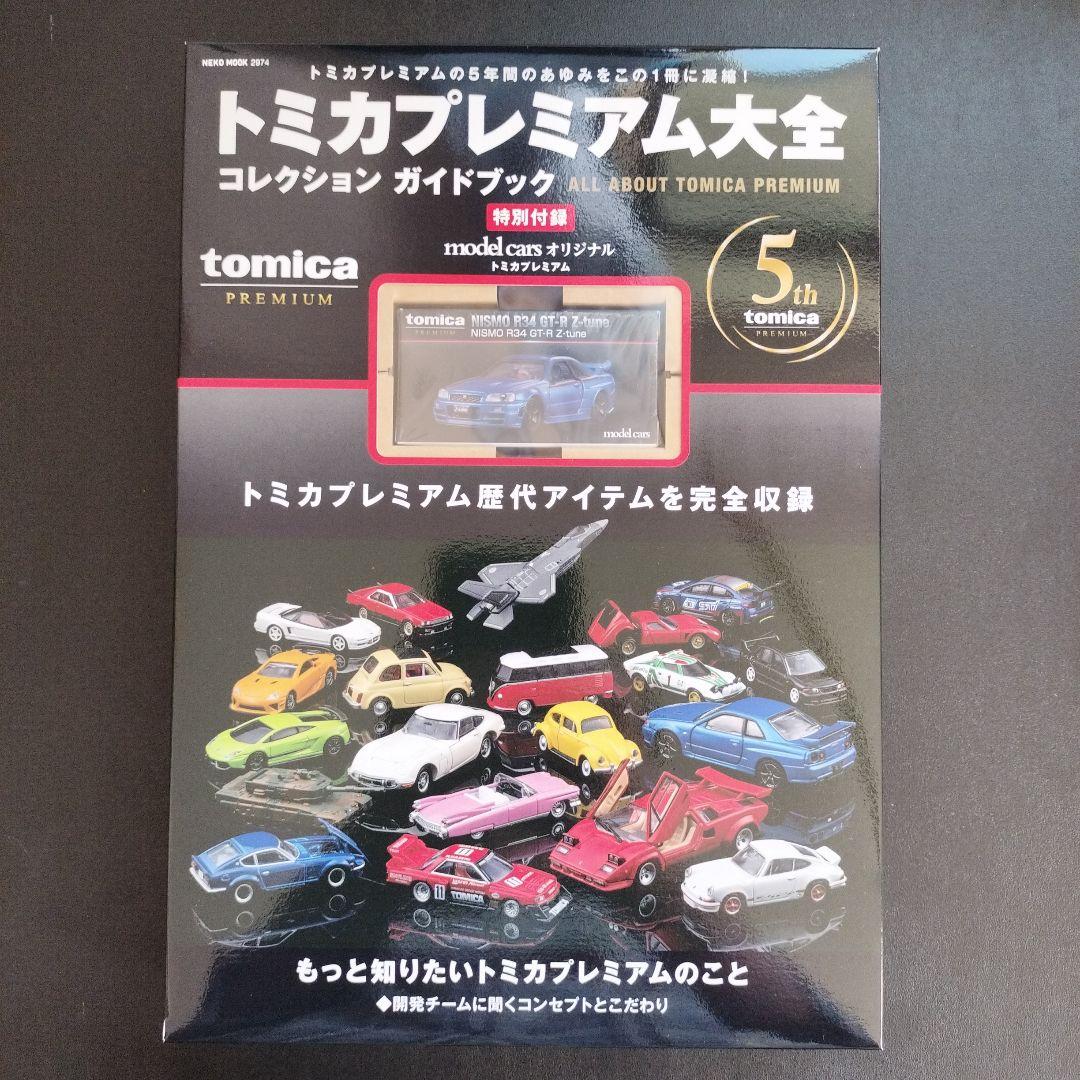 NEKO MOOK 2974
トミカプレミアムの5年間のあゆみをこの1冊に凝縮！
トミカプレミアム大全
コレクション ガイドブック ALL ABOUT TOMICA PREMIUM
特別付録
model cars オリジナル
トミカプレミアム
tomica
PREMIUM
5th
tomica
PREMIUM
tomica NISMO R34 GT-R Z-tune
PREMIUM NISMO R34 GT-R Z-tune
model cars
トミカプレミアム歴代アイテムを完全収録
1
11
TOMICA
11
もっと知りたいトミカプレミアムのこと
◆開発チームに聞くコンセプトとこだわり